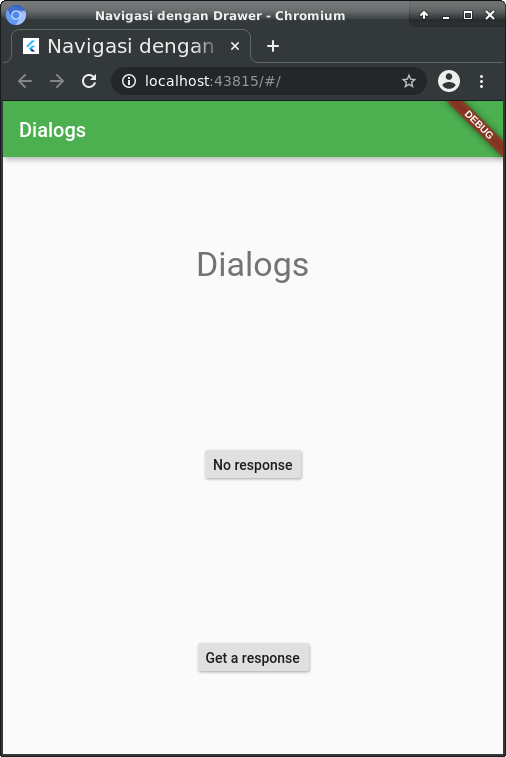 Navigasi dengan Drawer - Chromium
Navigasi dengan
localhost:43815/#/
Dialogs
DEBUG
Dialogs
No response
Get a response